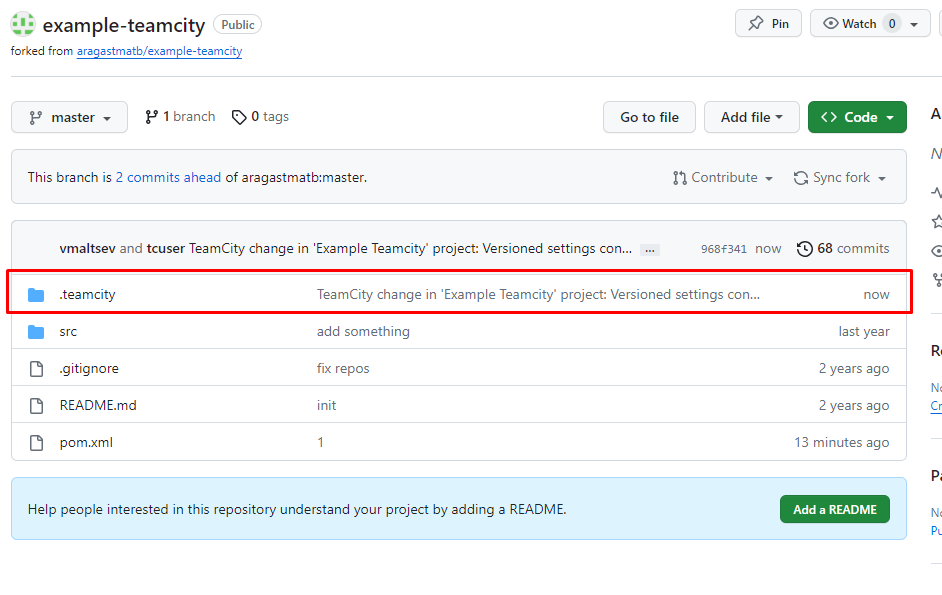 example-teamcity Public Pin Watch 0
forked from aragastmatb/example-teamcity
master 1 branch 0 tags Go to file Add file <> Code A
This branch is 2 commits ahead of aragastmatb:master. Contribute Sync fork N
vmaltsev and tcuser TeamCity change in 'Example Teamcity' project: Versioned settings con... ... 968f341 now 68 commits
.teamcity TeamCity change in 'Example Teamcity' project: Versioned settings con... now
src add something last year
Re
.gitignore fix repos 2 years ago
No
README.md init 2 years ago
Cr
pom.xml 1 13 minutes ago
Pa
Help people interested in this repository understand your project by adding a README. Add a README
No
Pu